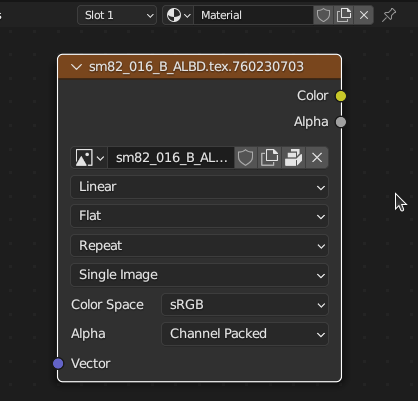 s Slot 1 Material
sm82_016_B_ALBD.tex.760230703
Color
Alpha
sm82_016_B_AL...
Linear
Flat
Repeat
Single Image
Color Space sRGB
Alpha Channel Packed
Vector